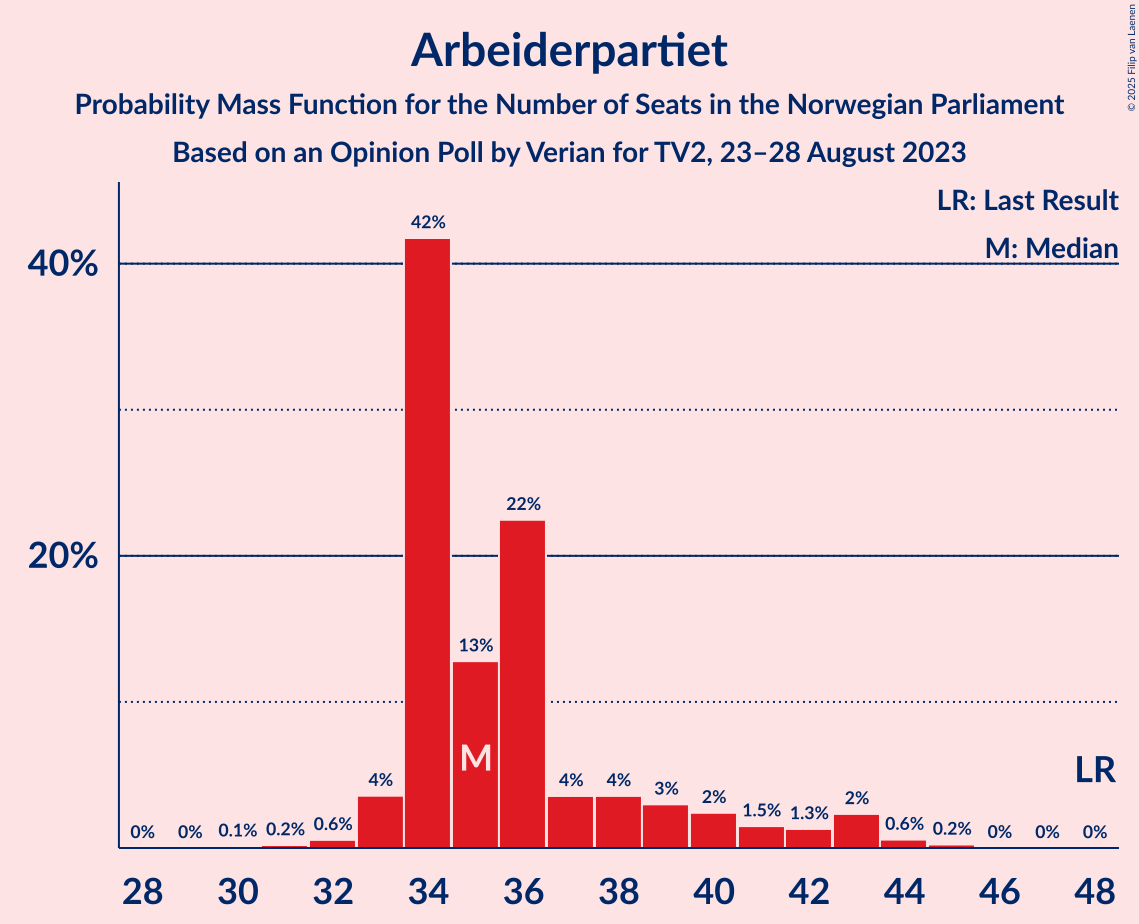 Arbeiderpartiet
Probability Mass Function for the Number of Seats in the Norwegian Parliament
Based on an Opinion Poll by Verian for TV2, 23–28 August 2023
© 2025 Filip van Laenen
LR: Last Result
M: Median
40%
20%
0%
0%
0.1%
0.2%
0.6%
4%
42%
13%
22%
4%
4%
3%
2%
1.5%
1.3%
2%
0.6%
0.2%
0%
0%
0%
M
LR
28 30 32 34 36 38 40 42 44 46 48